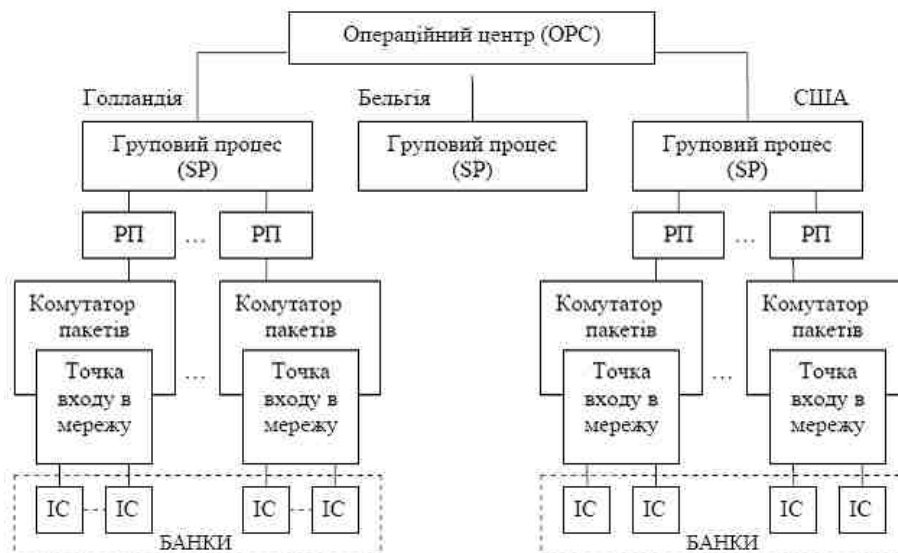 Операційний центр (ОРС)
Голландія
Бельгія
США
Груповий процес
(SP)
Груповий процес
(SP)
Груповий процес
(SP)
РП
...
РП
РП
...
РП
Комутатор
пакетів
Комутатор
пакетів
Комутатор
пакетів
Комутатор
пакетів
Точка
входу в
мережу
...
Точка
входу в
мережу
Точка
входу в
мережу
...
Точка
входу в
мережу
ІС
ІС
ІС
ІС
ІС
ІС
ІС
ІС
БАНКИ
БАНКИ